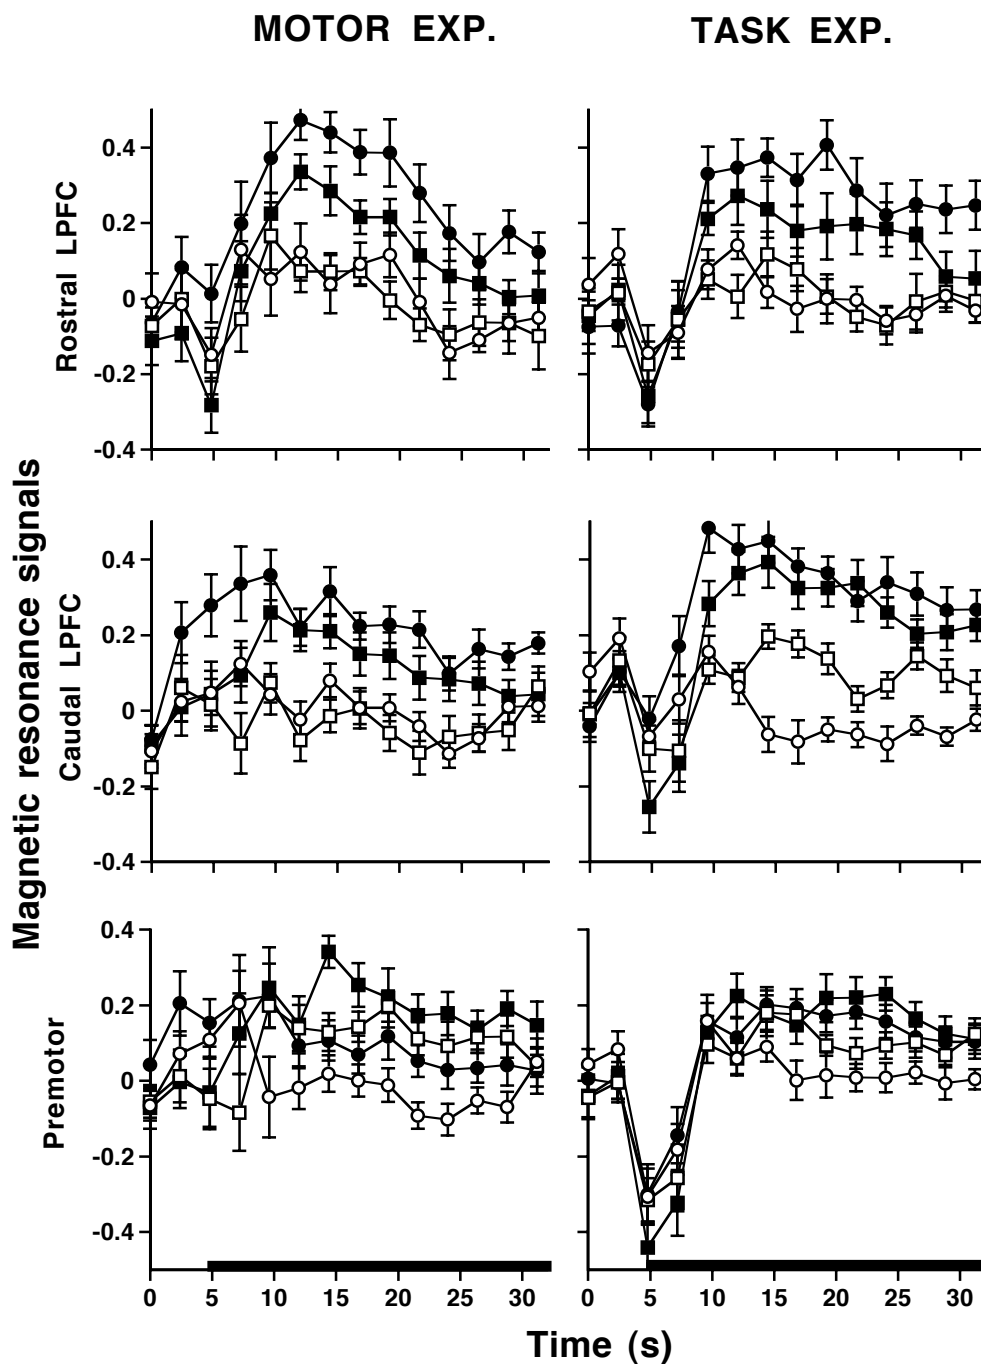 MOTOR EXP. TASK EXP.
Magnetic resonance signals
Rostral LPFC
0.4
0.2
0
-0.2
-0.4
Caudal LPFC
0.4
0.2
0
-0.2
-0.4
Premotor
0.4
0.2
0
-0.2
-0.4
0 5 10 15 20 25 30 0 5 10 15 20 25 30
Time (s)